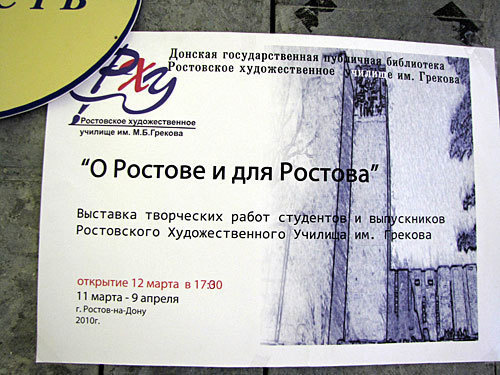 СТЬ
Донская государственная публичная библиотека
Ростовское художественное училище им. Грекова
РХУ
Ростовское художественное
училище им. М.Б.Грекова
"О Ростове и для Ростова"
Выставка творческих работ студентов и выпускников
Ростовского Художественного Училища им. Грекова
открытие 12 марта в 17:30
11 марта - 9 апреля
г. Ростов-на-Дону
2010г.